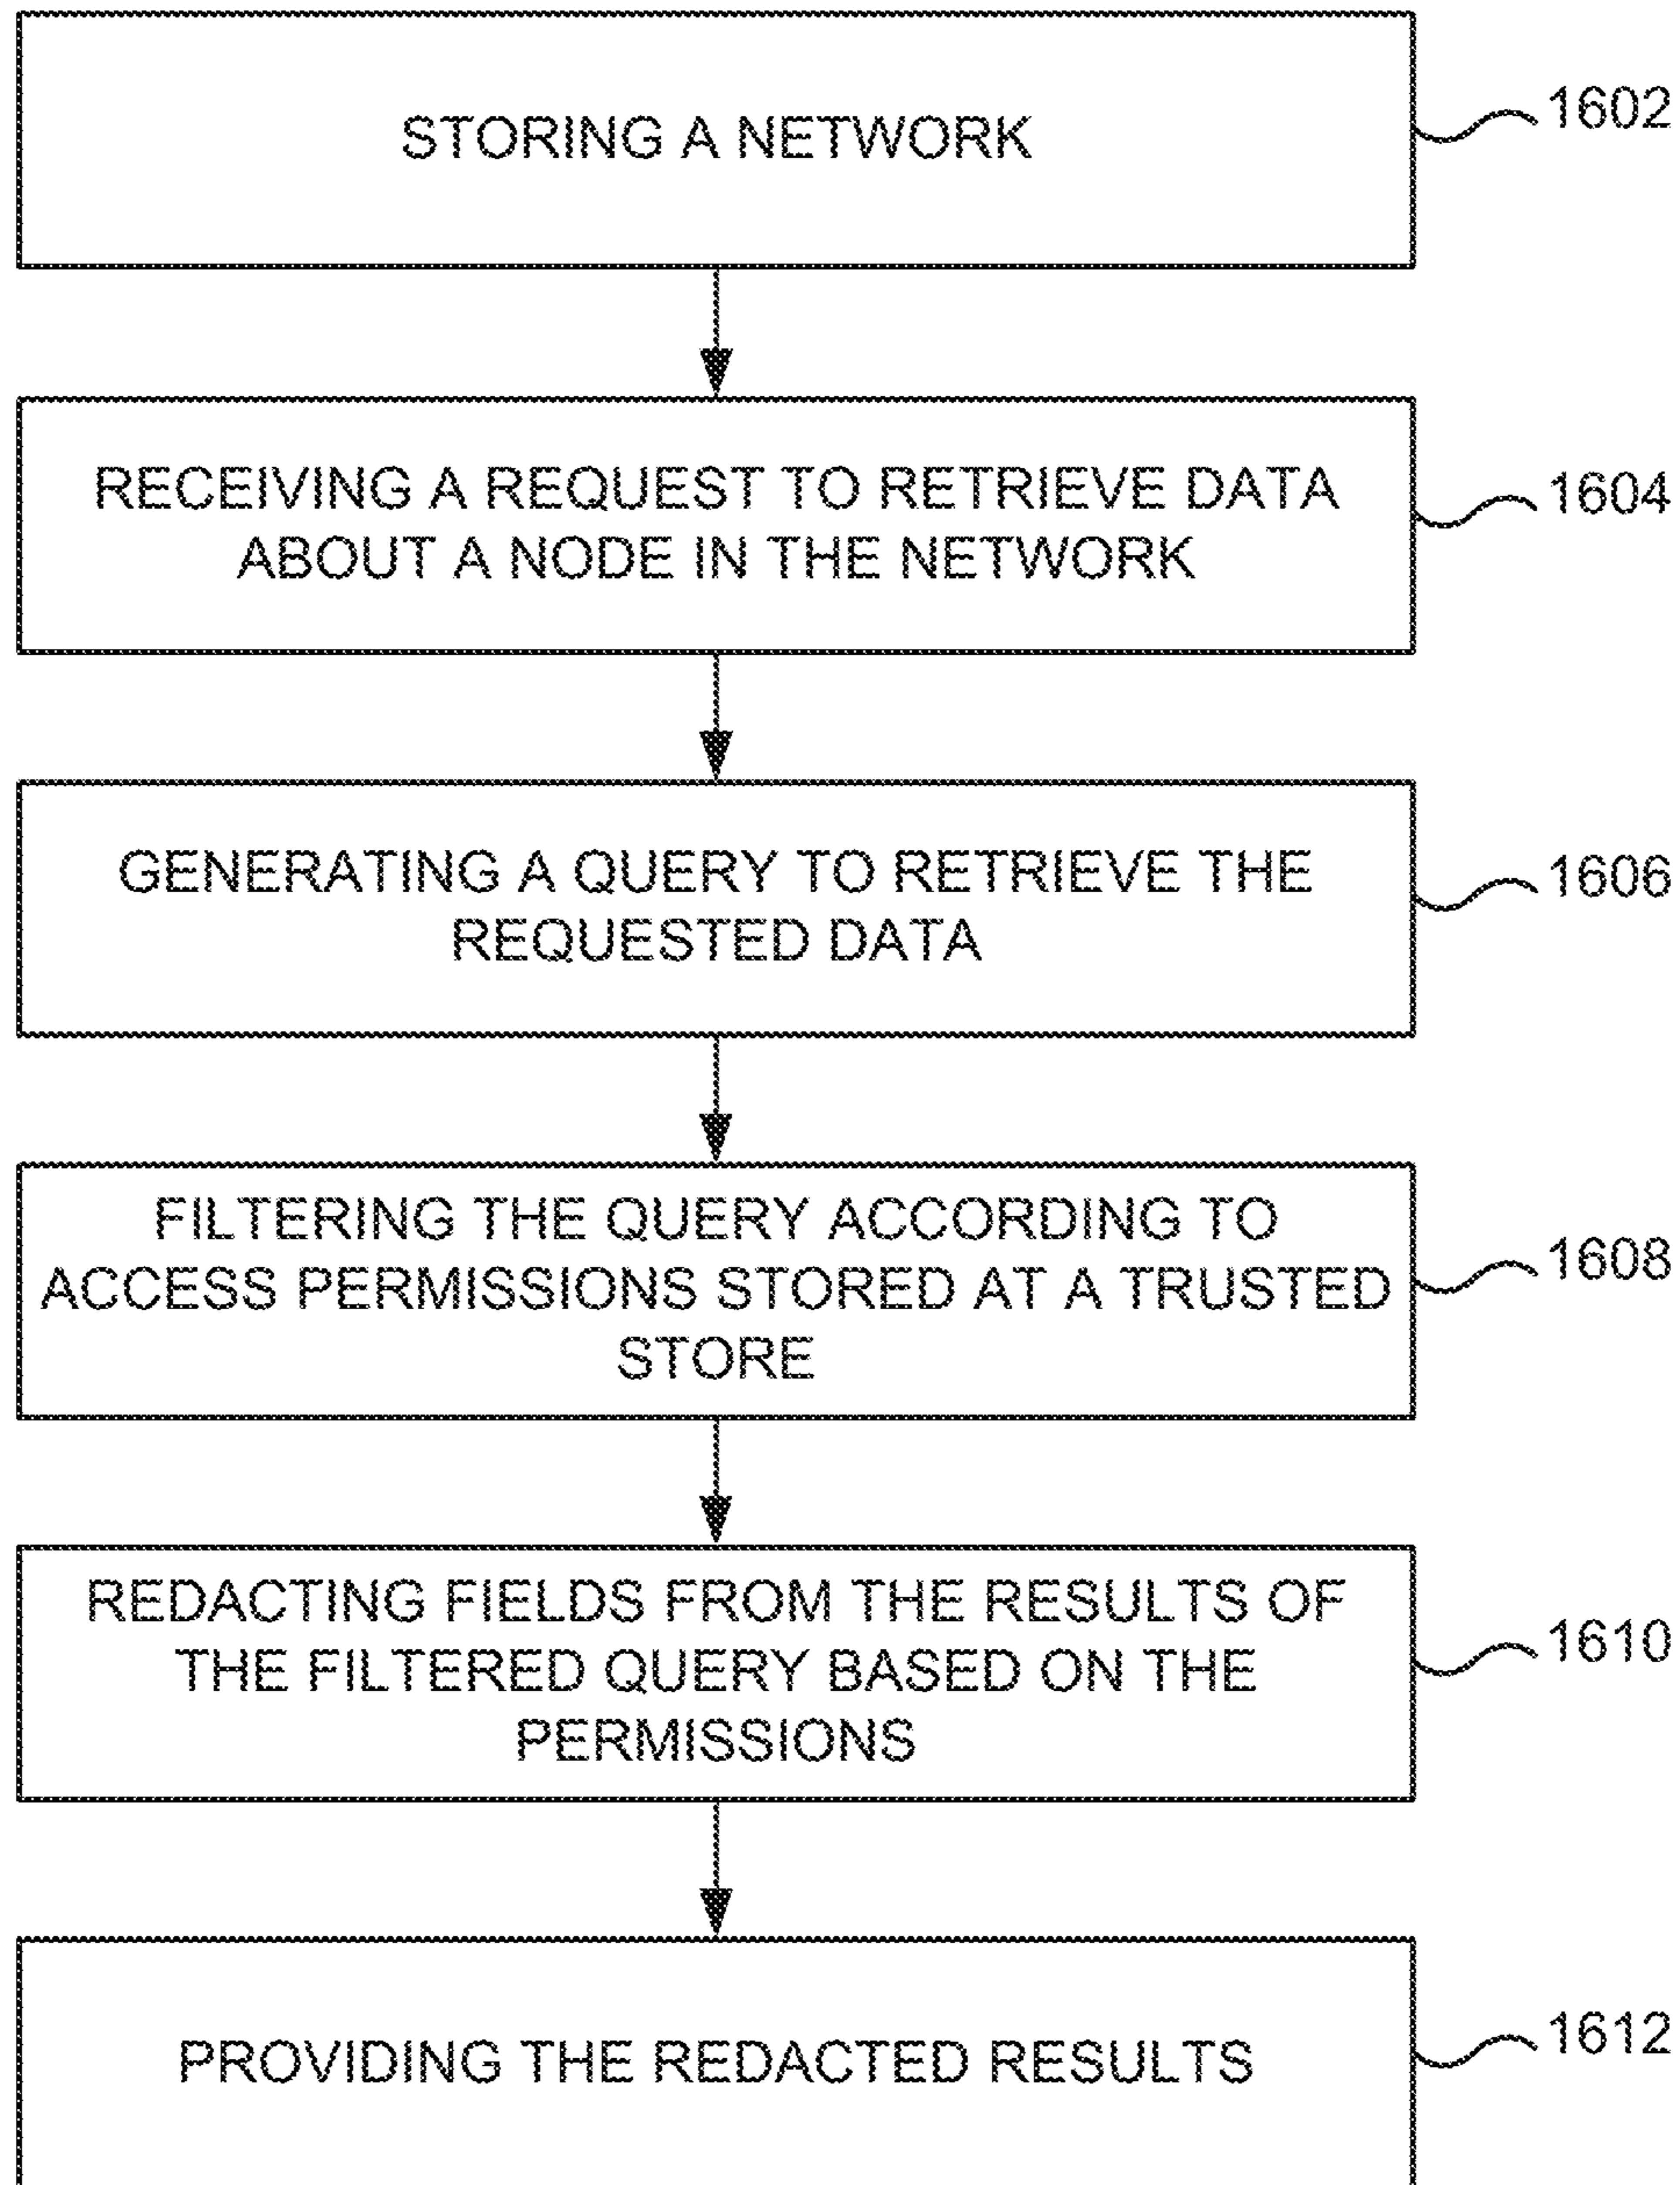 STORING A NETWORK
1602
RECEIVING A REQUEST TO RETRIEVE DATA
ABOUT A NODE IN THE NETWORK
1604
GENERATING A QUERY TO RETRIEVE THE
REQUESTED DATA
1606
FILTERING THE QUERY ACCORDING TO
ACCESS PERMISSIONS STORED AT A TRUSTED
STORE
1608
REDACTING FIELDS FROM THE RESULTS OF
THE FILTERED QUERY BASED ON THE
PERMISSIONS
1610
PROVIDING THE REDACTED RESULTS
1612